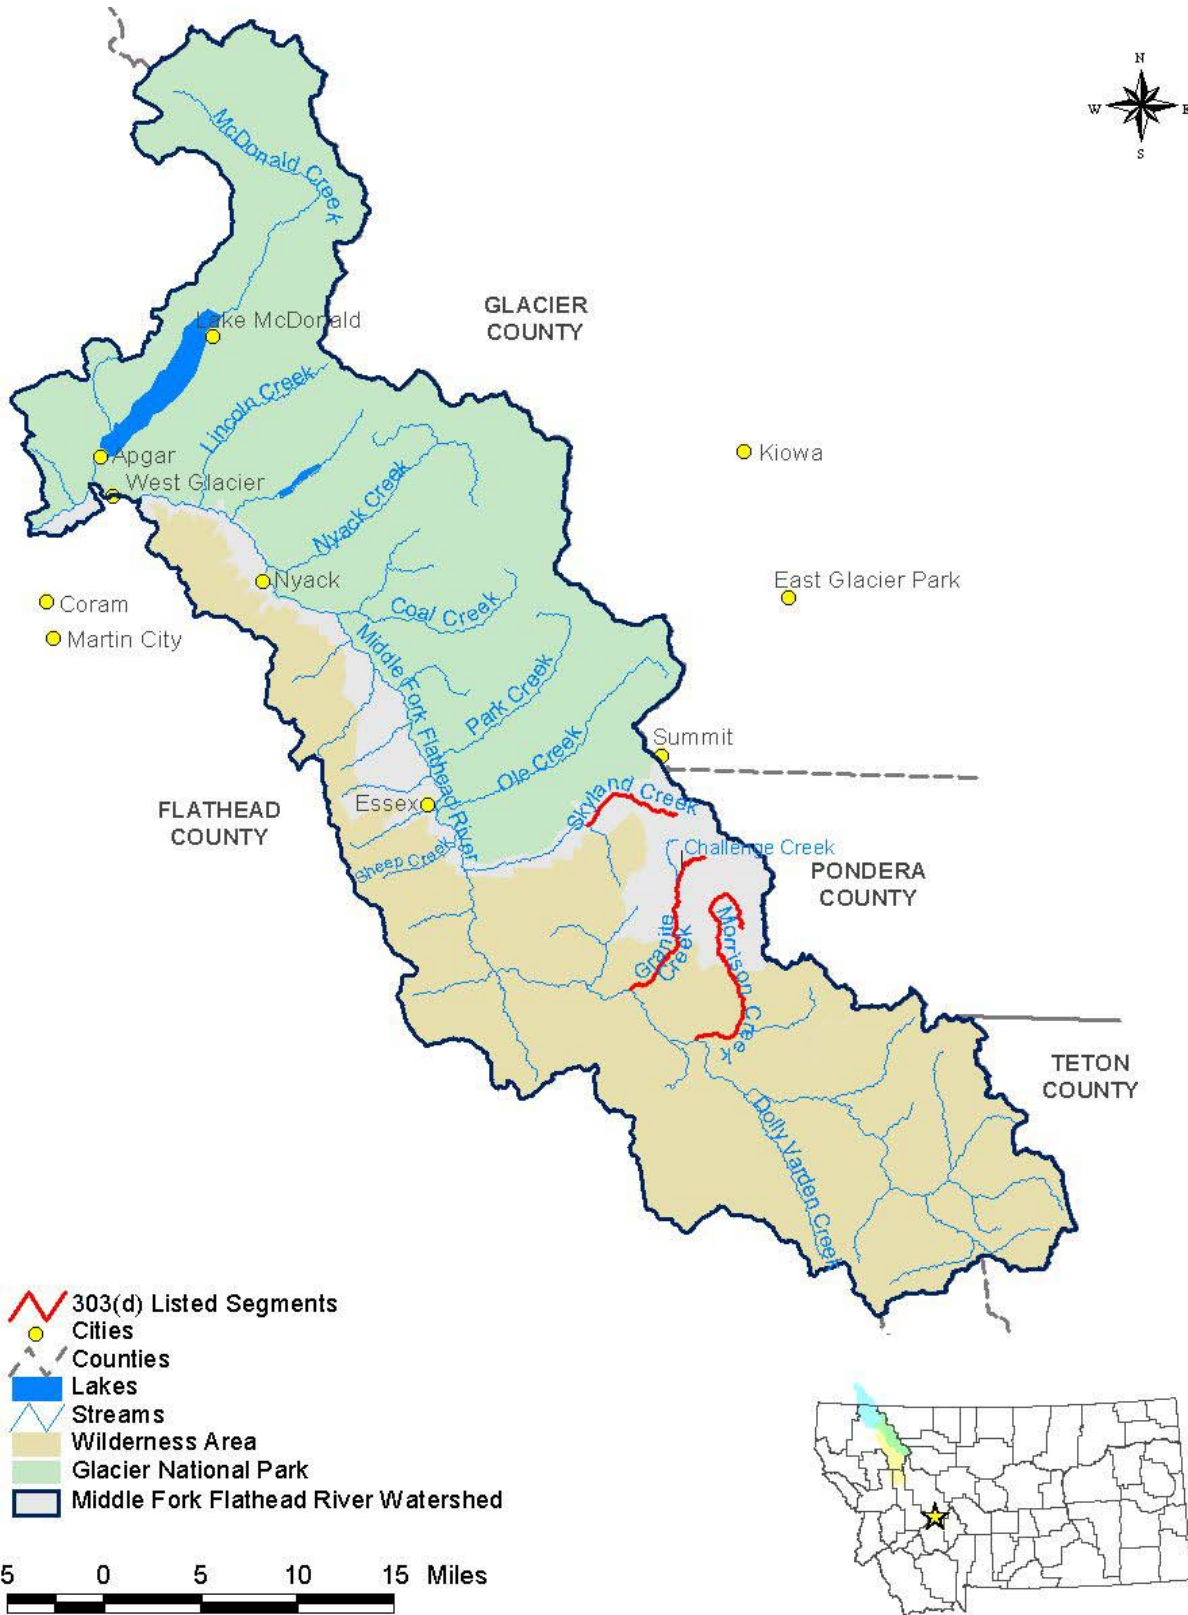 N
W
E
S
McDonald Creek
GLACIER
COUNTY
Lake McDonald
Lincoln Creek
Apgar
West Glacier
Kiowa
Nyack Creek
Nyack
Coal Creek
East Glacier Park
Coram
Martin City
Middle Fork Flathead River
Park Creek
Ole Creek
Summit
Skyland Creek
Essex
FLATHEAD
COUNTY
Sheep Creek
Challenge Creek
PONDERA
COUNTY
Granite
Creek
Morrison Creek
TETON
COUNTY
Dolly Varden Creek
303(d) Listed Segments
Cities
Counties
Lakes
Streams
Wilderness Area
Glacier National Park
Middle Fork Flathead River Watershed
5 0 5 10 15 Miles